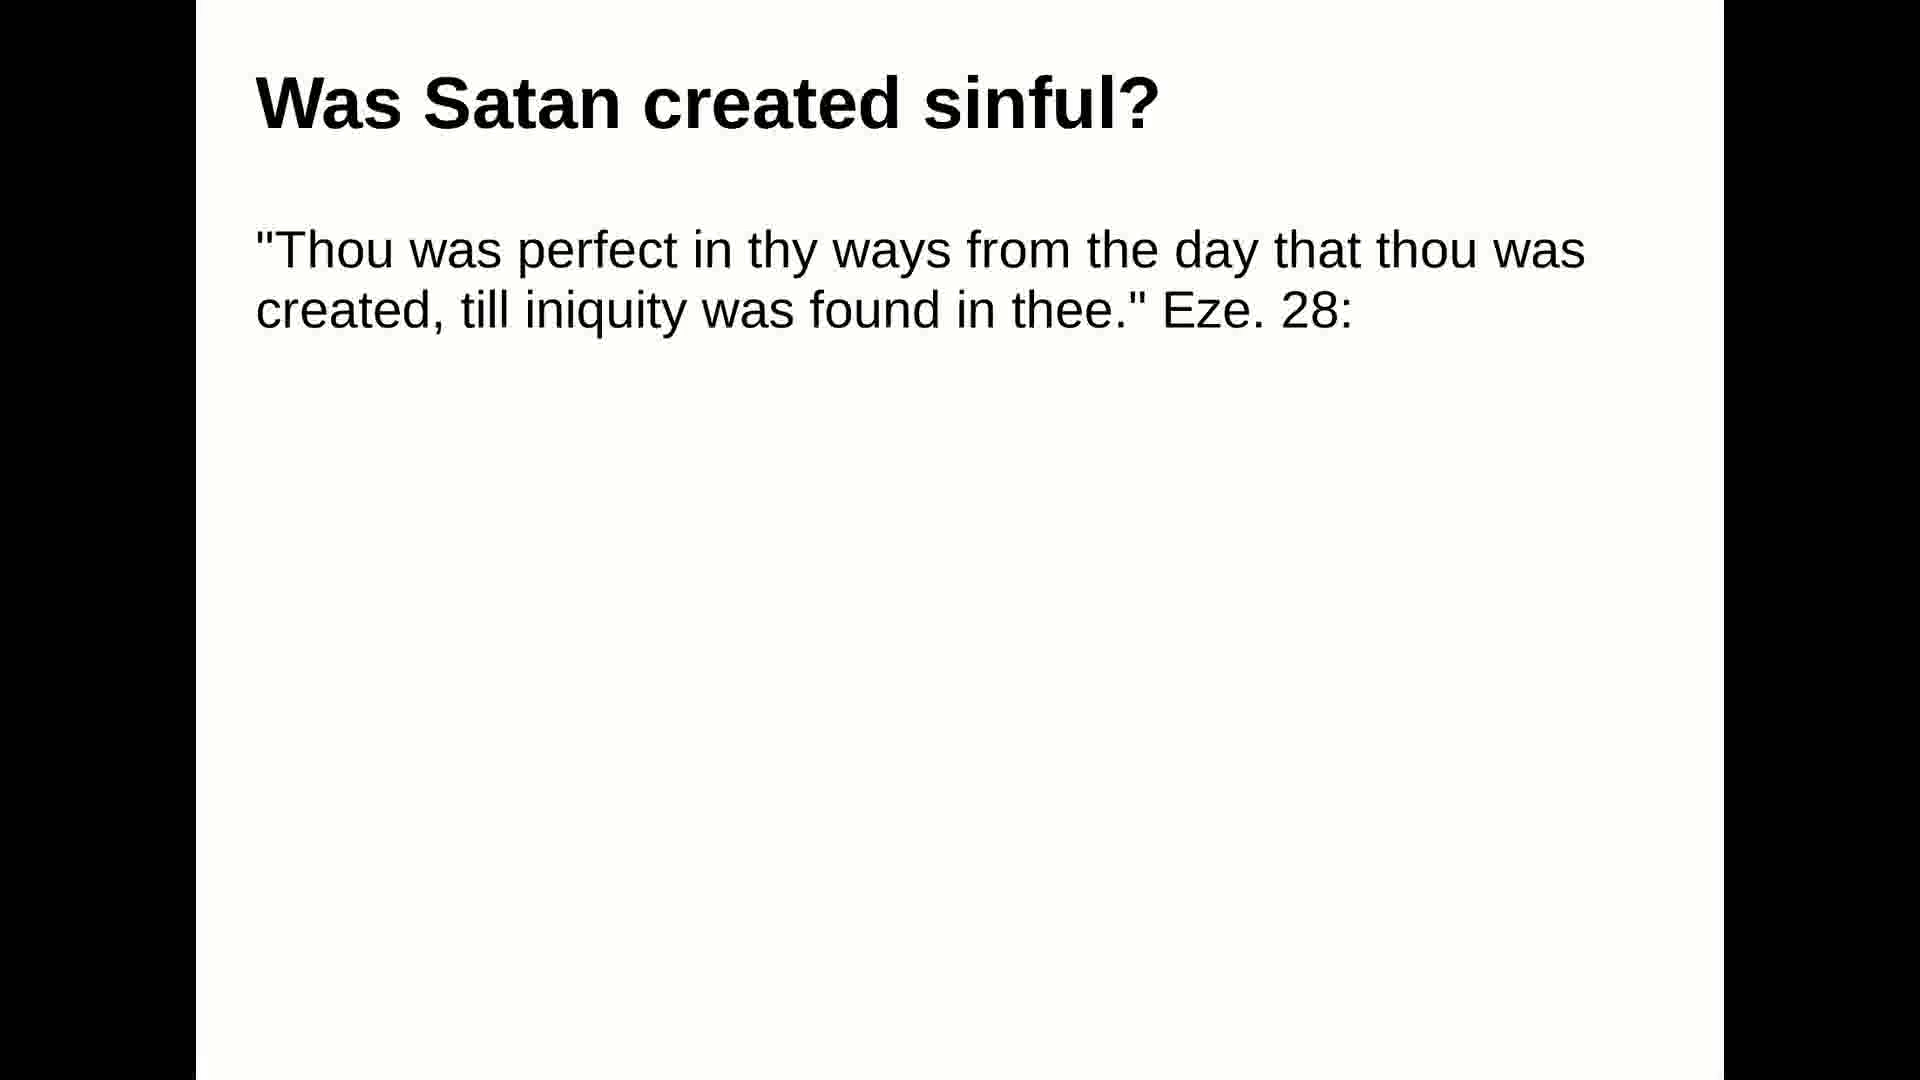 Was Satan created sinful?
"Thou was perfect in thy ways from the day that thou was
created, till iniquity was found in thee." Eze. 28: